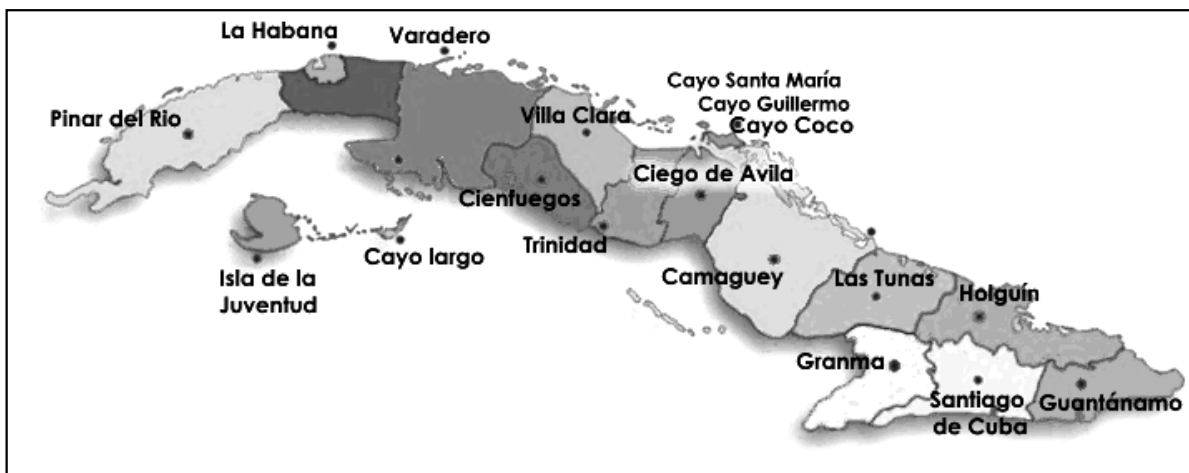 La Habana
Varadero
Cayo Santa María
Cayo Guillermo
Cayo Coco
Pinar del Rio
Villa Clara
Ciego de Avila
Cienfuegos
Trinidad
Cayo largo
Isla de la
Juventud
Camaguey
Las Tunas
Holguín
Granma
Santiago
de Cuba
Guantánamo